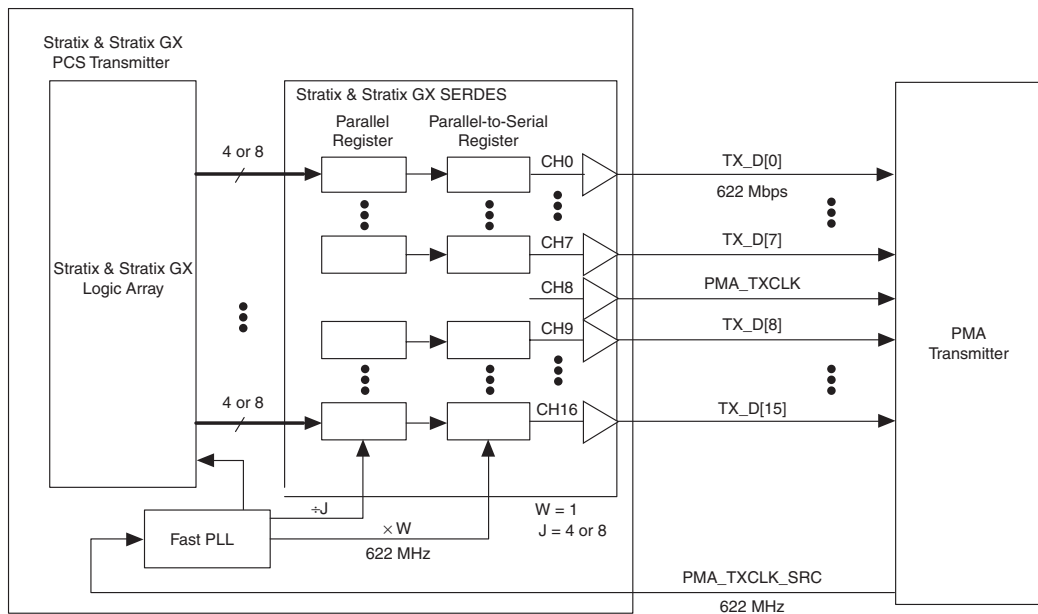 Stratix & Stratix GX
PCS Transmitter
Stratix & Stratix GX SERDES
Parallel
Register
Parallel-to-Serial
Register
4 or 8
CH0
TX_D[0]
622 Mbps
CH7
TX_D[7]
Stratix & Stratix GX
Logic Array
CH8
PMA_TXCLK
CH9
TX_D[8]
PMA
Transmitter
4 or 8
CH16
TX_D[15]
÷J
W = 1
J = 4 or 8
× W
Fast PLL
622 MHz
PMA_TXCLK_SRC
622 MHz